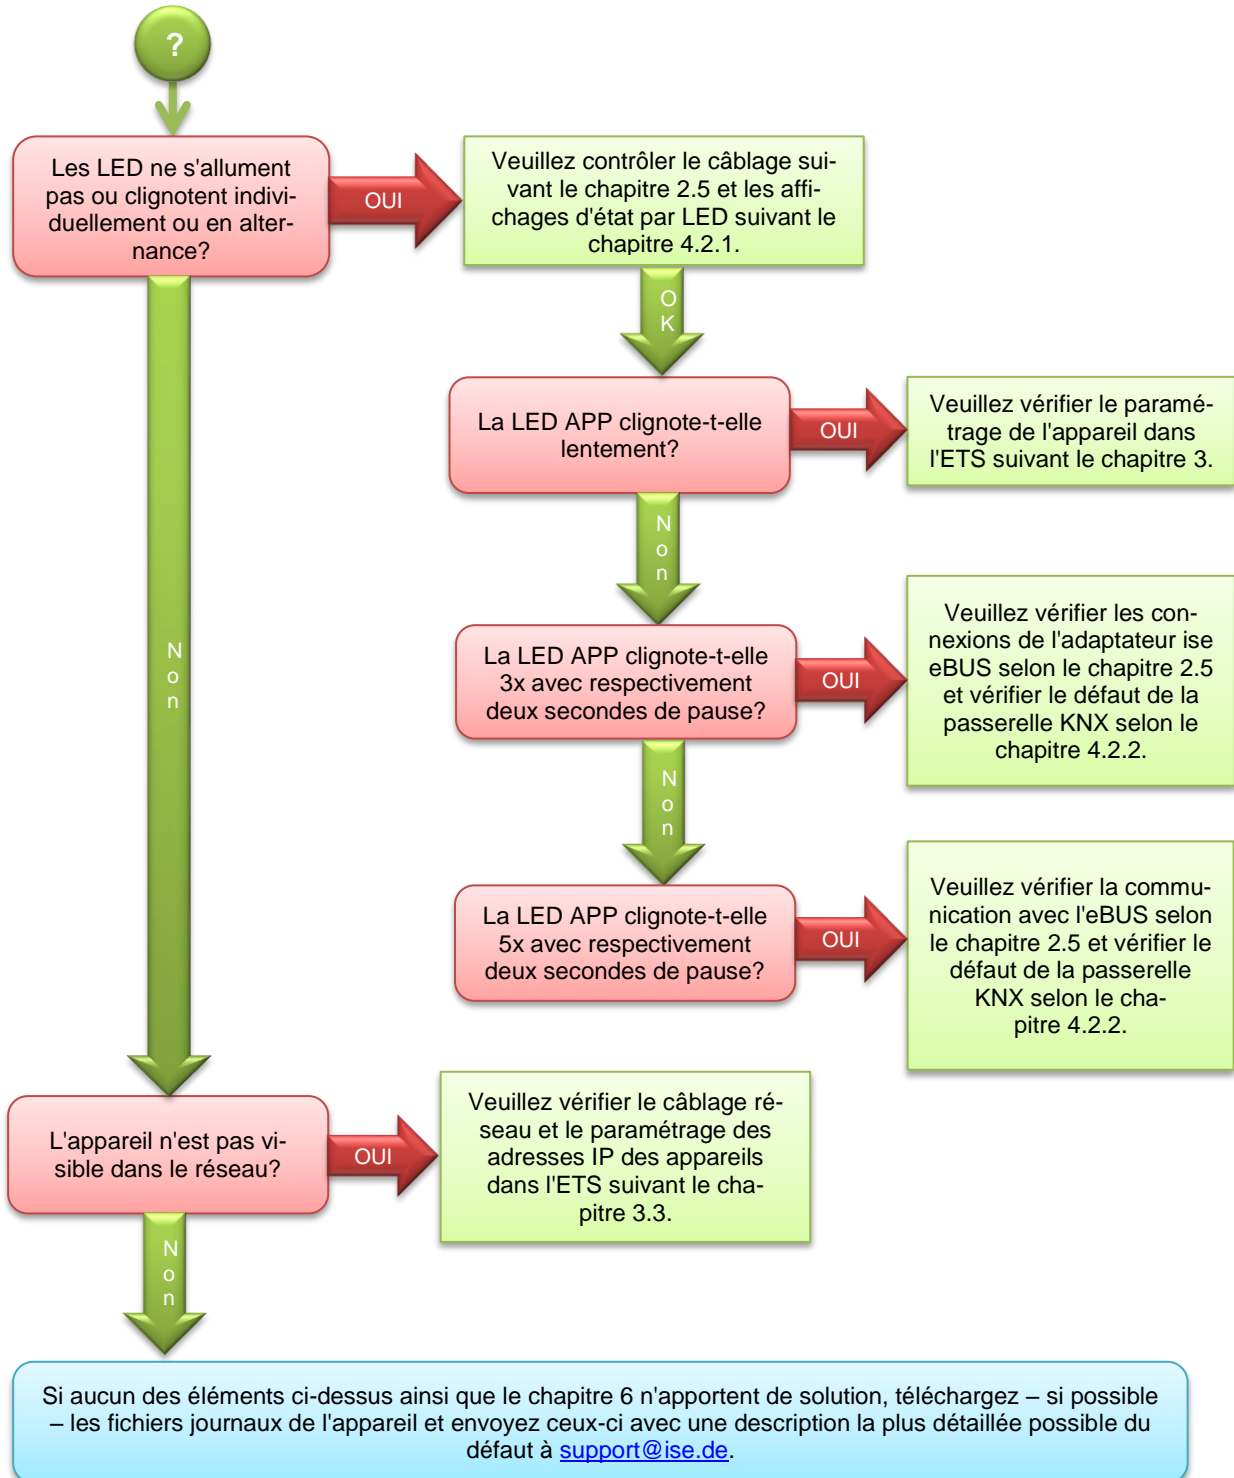 ?
Les LED ne s'allument
pas ou clignotent indivi-
duellement ou en alter-
nance?
OUI
Veuillez contrôler le câblage sui-
vant le chapitre 2.5 et les affi-
chages d'état par LED suivant le
chapitre 4.2.1.
O
K
La LED APP clignote-t-elle
lentement?
OUI
Veuillez vérifier le paramé-
trage de l'appareil dans
l'ETS suivant le chapitre 3.
N
o
n
La LED APP clignote-t-elle
3x avec respectivement
deux secondes de pause?
OUI
Veuillez vérifier les con-
nexions de l'adaptateur ise
eBUS selon le chapitre 2.5
et vérifier le défaut de la
passerelle KNX selon le
chapitre 4.2.2.
N
o
n
N
o
n
La LED APP clignote-t-elle
5x avec respectivement
deux secondes de pause?
OUI
Veuillez vérifier la commu-
nication avec l'eBUS selon
le chapitre 2.5 et vérifier le
défaut de la passerelle
KNX selon le cha-
pitre 4.2.2.
L'appareil n'est pas vi-
sible dans le réseau?
OUI
Veuillez vérifier le câblage ré-
seau et le paramétrage des
adresses IP des appareils
dans l'ETS suivant le cha-
pitre 3.3.
N
o
n
Si aucun des éléments ci-dessus ainsi que le chapitre 6 n'apportent de solution, téléchargez – si possible
– les fichiers journaux de l'appareil et envoyez ceux-ci avec une description la plus détaillée possible du
défaut à support@ise.de.